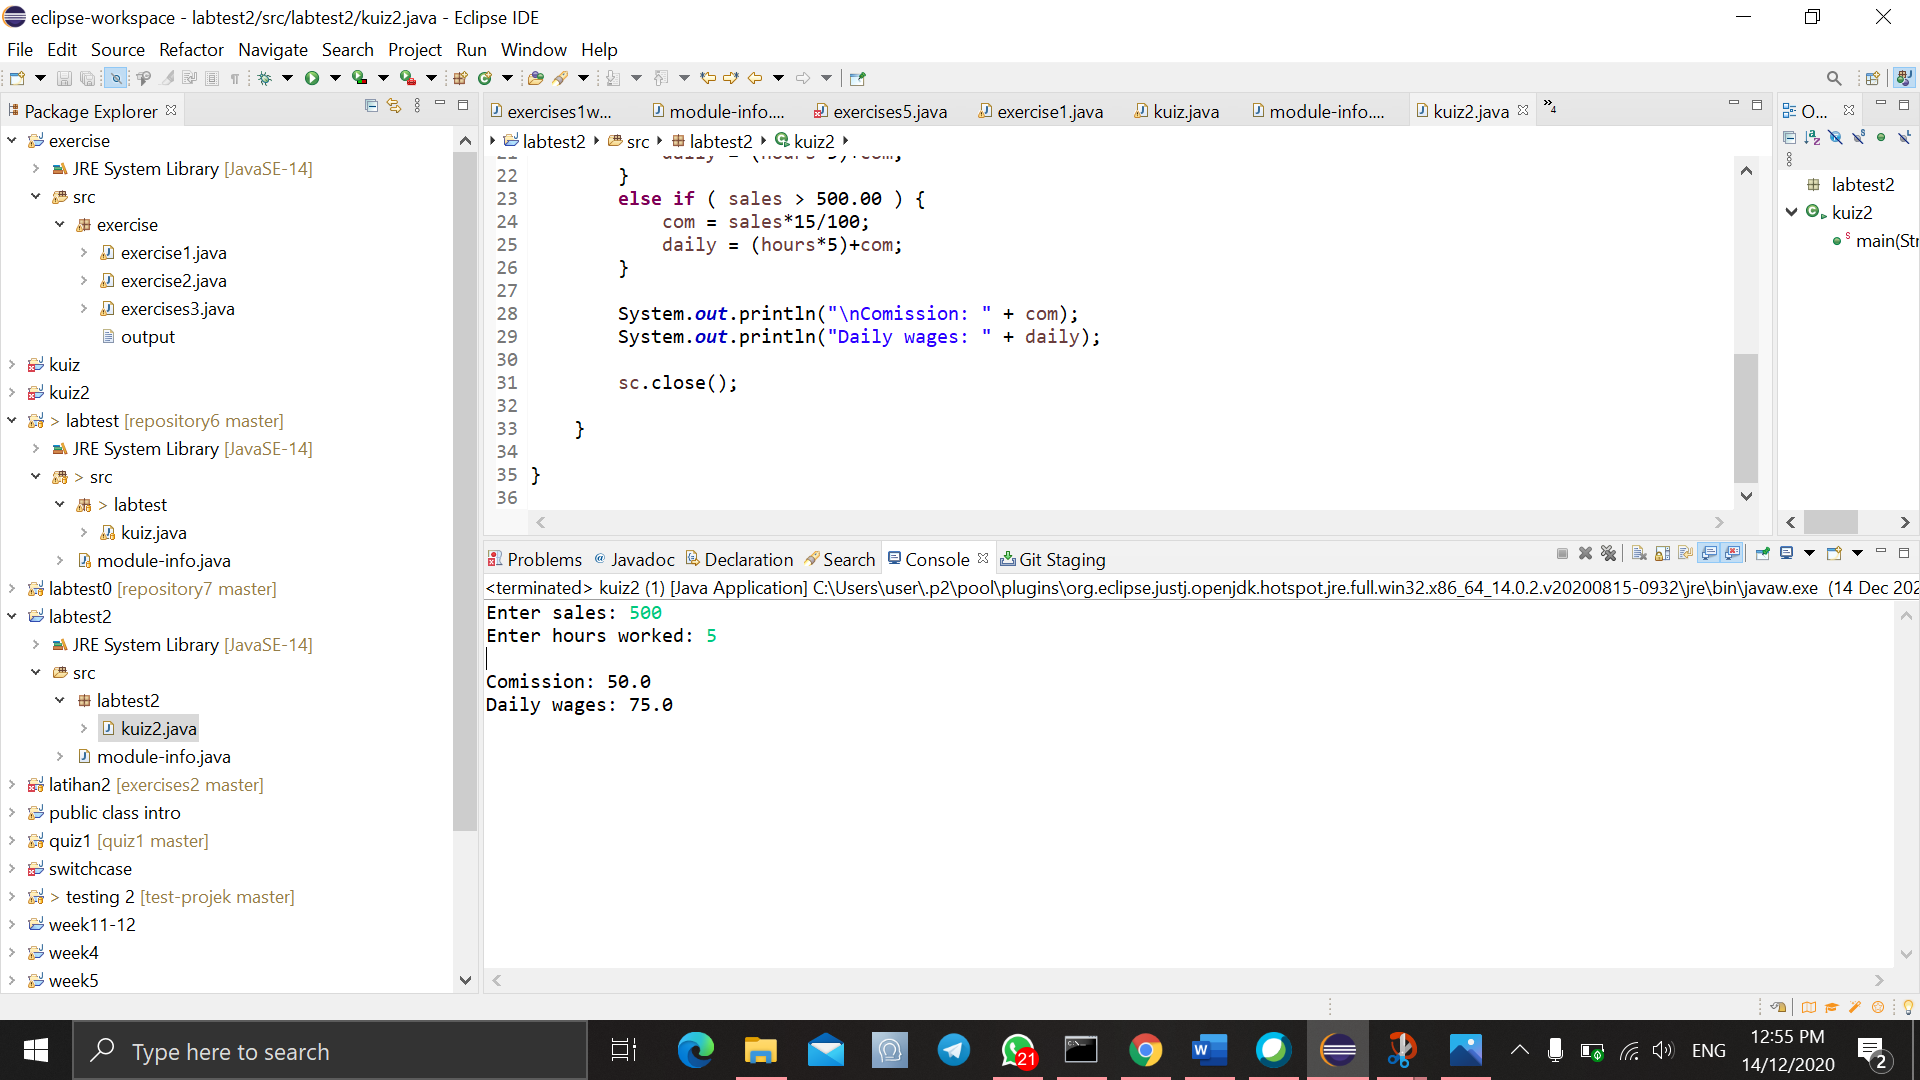 eclipse-workspace - labtest2/src/labtest2/kuiz2.java - Eclipse IDE
File Edit Source Refactor Navigate Search Project Run Window Help
Package Explorer
exercise
JRE System Library [JavaSE-14]
src
exercise
exercise1.java
exercise2.java
exercises3.java
output
kuiz
kuiz2
> labtest [repository6 master]
JRE System Library [JavaSE-14]
> src
> labtest
kuiz.java
module-info.java
labtest0 [repository7 master]
labtest2
JRE System Library [JavaSE-14]
src
labtest2
kuiz2.java
module-info.java
latihan2 [exercises2 master]
public class intro
quiz1 [quiz1 master]
switchcase
> testing 2 [test-projek master]
week11-12
week4
week5
exercises1w... module-info.... exercises5.java exercise1.java kuiz.java module-info.... kuiz2.java »4
labtest2 src labtest2 kuiz2
22 }
23 else if ( sales > 500.00 ) {
24 com = sales*15/100;
25 daily = (hours*5)+com;
26 }
27
28 System.out.println("\nComission: " + com);
29 System.out.println("Daily wages: " + daily);
30
31 sc.close();
32
33 }
34
35 }
36
O...
labtest2
kuiz2
main(Str
Problems @ Javadoc Declaration Search Console Git Staging
<terminated> kuiz2 (1) [Java Application] C:\Users\user\.p2\pool\plugins\org.eclipse.justj.openjdk.hotspot.jre.full.win32.x86_64_14.0.2.v20200815-0932\jre\bin\javaw.exe (14 Dec 202
Enter sales: 500
Enter hours worked: 5
Comission: 50.0
Daily wages: 75.0
Type here to search
21
ENG
12:55 PM
14/12/2020
2